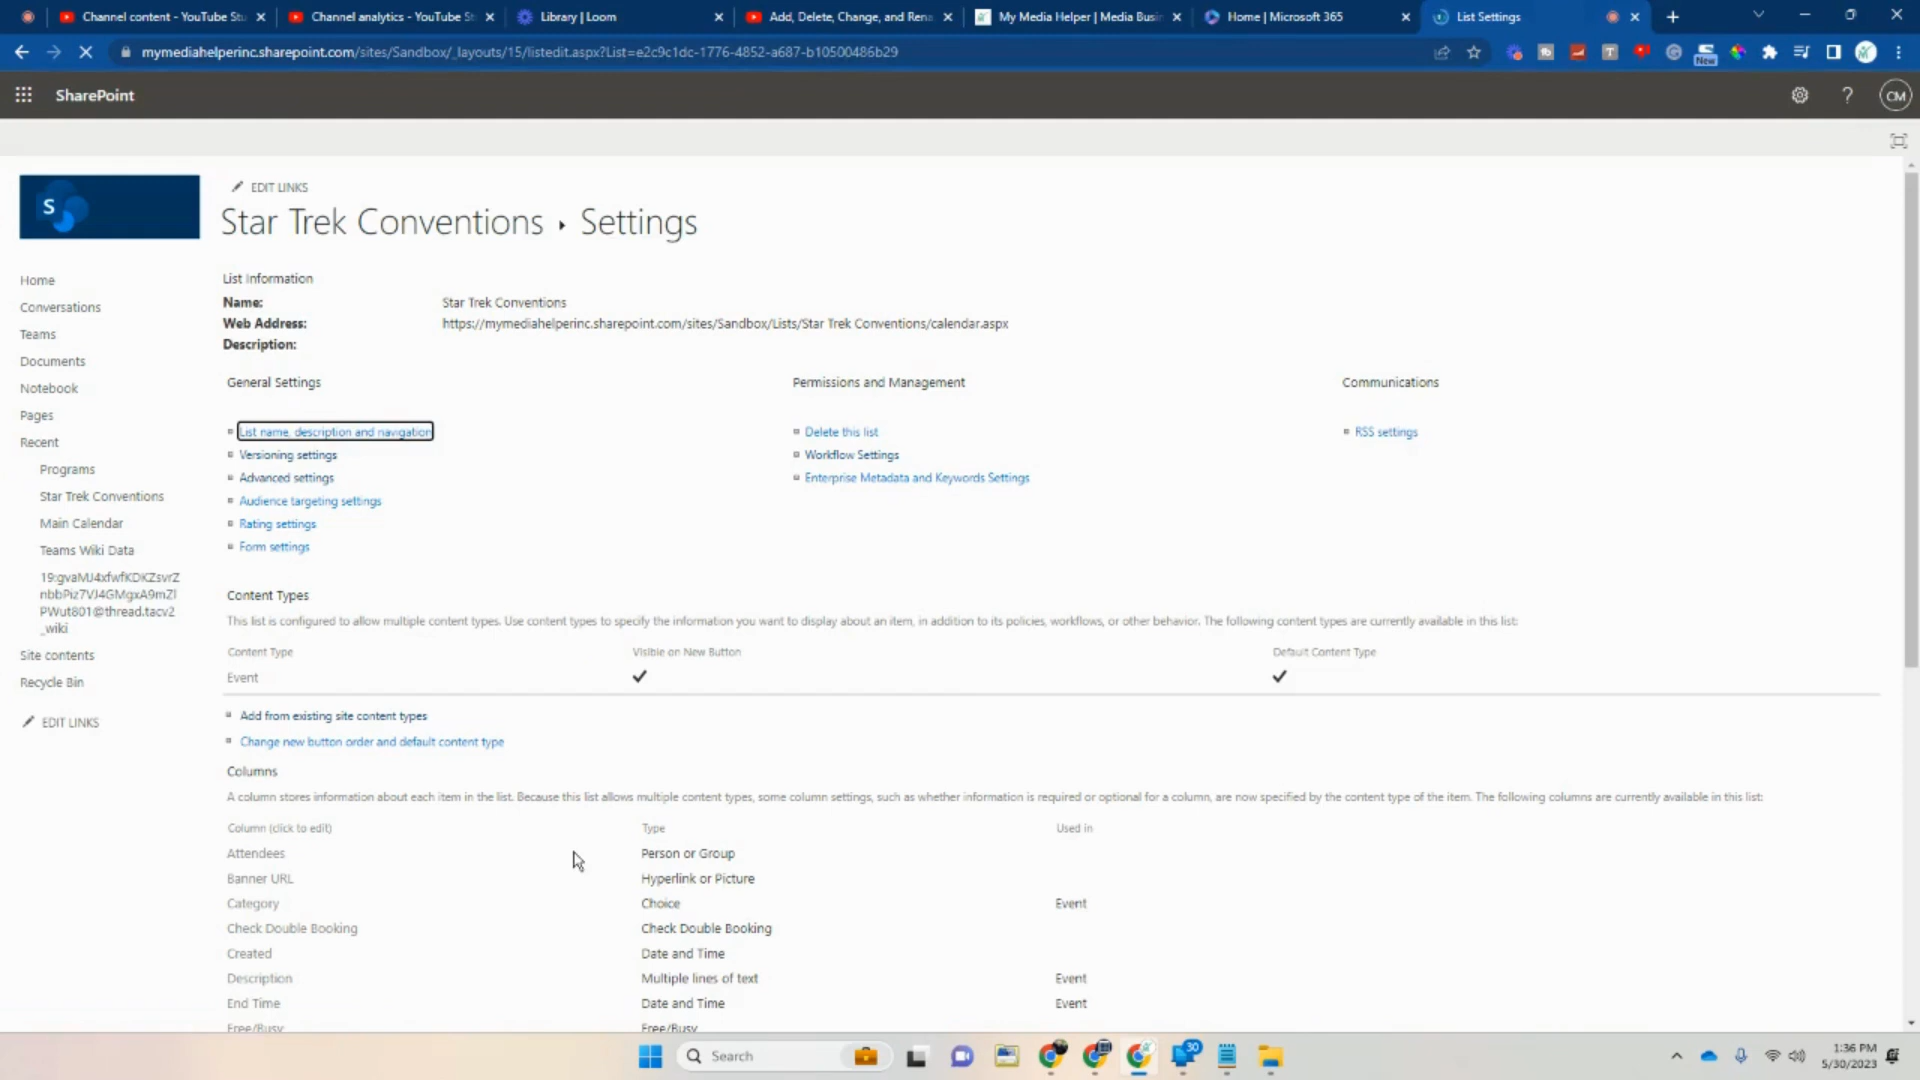 Channel content - YouTube Stu
Channel analytics - YouTube St
Library | Loom
Add, Delete, Change, and Rena
My Media Helper | Media Busin
Home | Microsoft 365
List Settings
mymediahelperinc.sharepoint.com/sites/Sandbox/_layouts/15/listedit.aspx?List=e2c9c1dc-1776-4852-a687-b10500486b29
New
SharePoint
CM
S
EDIT LINKS
Star Trek Conventions ▸ Settings
Home
Conversations
Teams
Documents
Notebook
Pages
Recent
Programs
Star Trek Conventions
Main Calendar
Teams Wiki Data
19:gvaMJ4xfwfKDKZsvrZ
nbbPiz7VJ4GMgxA9mZl
PWut801@thread.tacv2
_wiki
Site contents
Recycle Bin
EDIT LINKS
List Information
Name: Star Trek Conventions
Web Address: https://mymediahelperinc.sharepoint.com/sites/Sandbox/Lists/Star Trek Conventions/calendar.aspx
Description:
General Settings Permissions and Management Communications
List name, description and navigation Delete this list RSS settings
Versioning settings Workflow Settings
Advanced settings Enterprise Metadata and Keywords Settings
Audience targeting settings
Rating settings
Form settings
Content Types
This list is configured to allow multiple content types. Use content types to specify the information you want to display about an item, in addition to its policies, workflows, or other behavior. The following content types are currently available in this list:
Content Type Visible on New Button Default Content Type
Event ✓ ✓
Add from existing site content types
Change new button order and default content type
Columns
A column stores information about each item in the list. Because this list allows multiple content types, some column settings, such as whether information is required or optional for a column, are now specified by the content type of the item. The following columns are currently available in this list:
Column (click to edit) Type Used in
Attendees Person or Group
Banner URL Hyperlink or Picture
Category Choice Event
Check Double Booking Check Double Booking
Created Date and Time
Description Multiple lines of text Event
End Time Date and Time Event
Free/Busy Free/Busy
Search
30
1:36 PM
5/30/2023